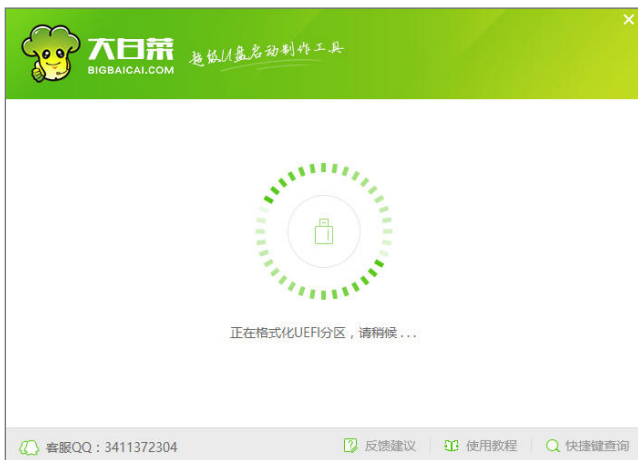 大白菜
BIGBAICAI.COM
超级U盘启动制作工具
正在格式化UEFI分区，请稍候...
客服QQ：3411372304
反馈建议
使用教程
快捷键查询